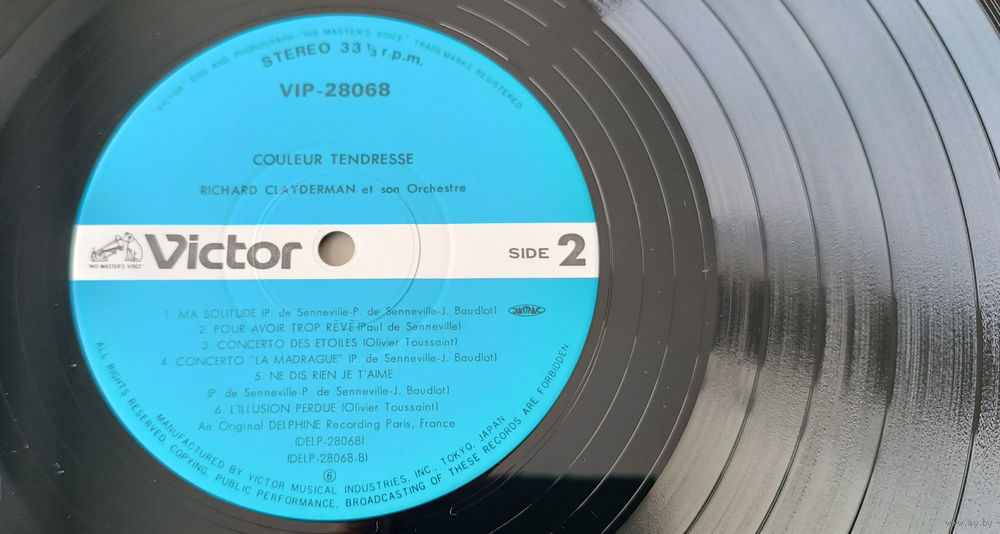 "VICTOR" DOG AND PHONOGRAPH "HIS MASTER'S VOICE" TRADEMARKS REGISTERED
STEREO 33 1/3 r.p.m.
VIP-28068
COULEUR TENDRESSE
RICHARD CLAYDERMAN et son Orchestre
"HIS MASTER'S VOICE"
Victor
SIDE 2
1. MA SOLITUDE (P. de Senneville-P. de Senneville-J. Baudlot) JASRAC
2. POUR AVOIR TROP RÊVÉ (Paul de Senneville)
3. CONCERTO DES ETOILES (Olivier Toussaint)
4. CONCERTO "LA MADRAGUE" (P. de Senneville-J. Baudlot)
5. NE DIS RIEN JE T'AIME
(P. de Senneville-P. de Senneville-J. Baudlot)
6. L'ILLUSION PERDUE (Olivier Toussaint)
An Original DELPHINE Recording Paris, France
(DELP-28068)
(DELP-28068-B)
6
MANUFACTURED BY VICTOR MUSICAL INDUSTRIES, INC., TOKYO, JAPAN
ALL RIGHTS RESERVED. COPYING, PUBLIC PERFORMANCE, BROADCASTING OF THESE RECORDS ARE FORBIDDEN
www.ay.by